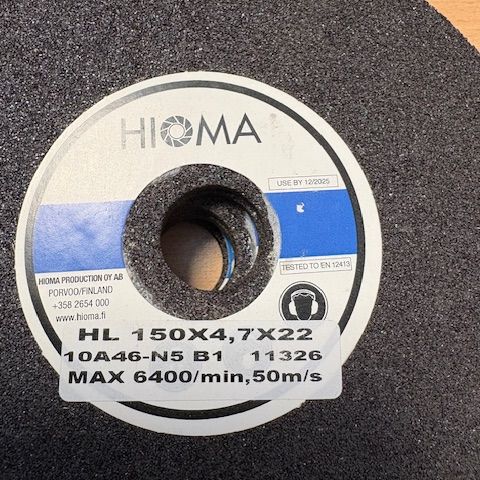 HIOMA
USE BY 12/2025
TESTED TO EN 12413
HIOMA PRODUCTION OY AB
PORVOO/FINLAND
+358 2654 000
www.hioma.fi
HL 150X4,7X22
10A46-N5 B1 11326
MAX 6400/min,50m/s